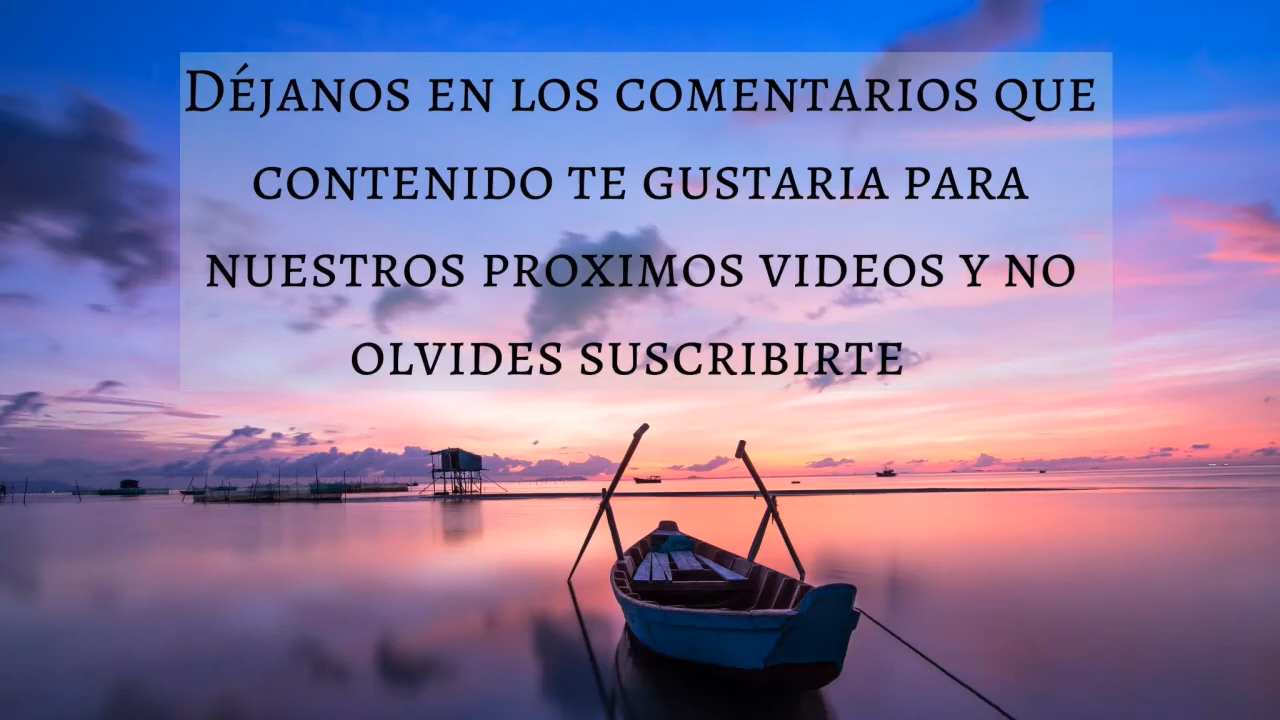 Déjanos en los comentarios que
contenido te gustaria para
nuestros proximos videos y no
olvides suscribirte